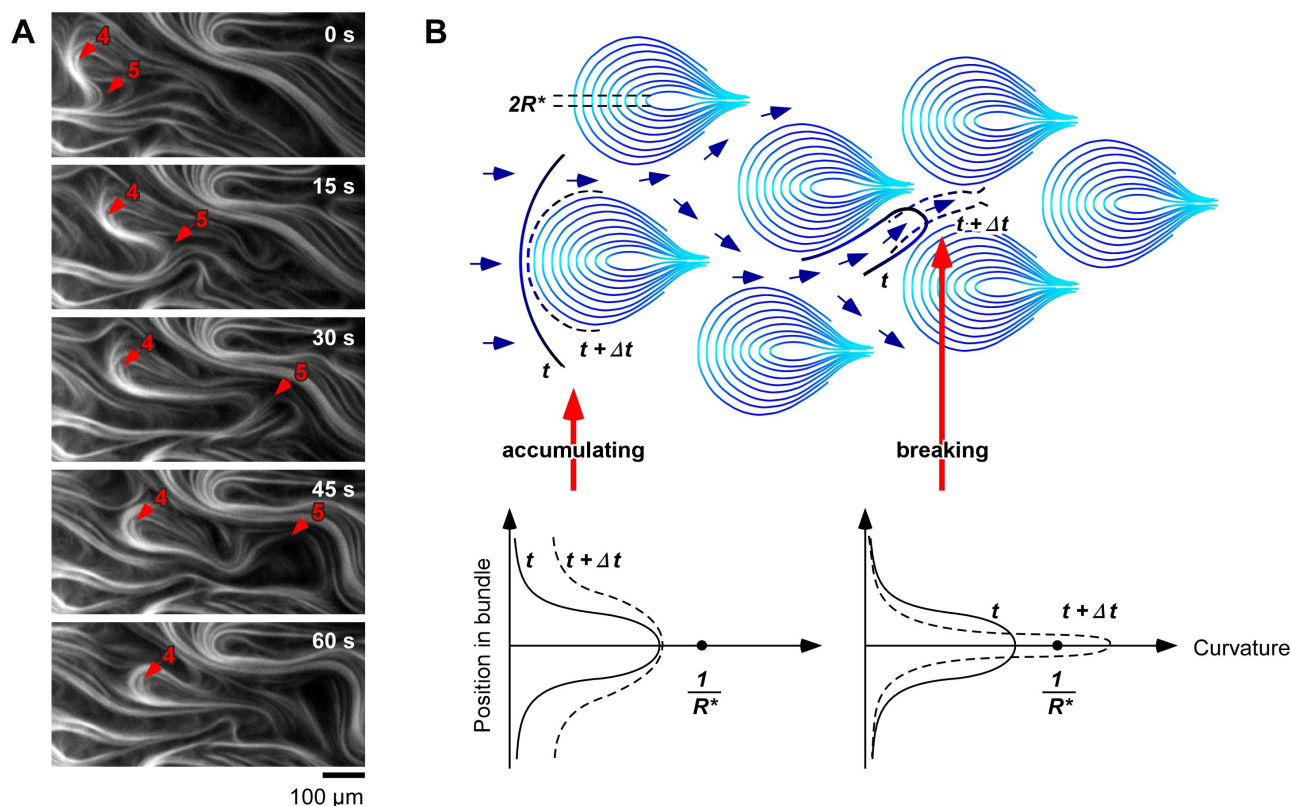 A
0 s
4
5
15 s
4
5
30 s
4
5
45 s
4
5
60 s
4
100 µm
B
2R*
t + Δt
t
t + Δt
t
accumulating
breaking
Position in bundle
t
t + Δt
1
R*
t
t + Δt
1
R*
Curvature